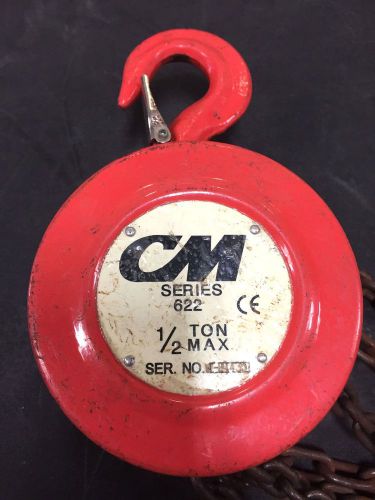 CM
SERIES
622
CE
1/2 TON
MAX
SER. NO.